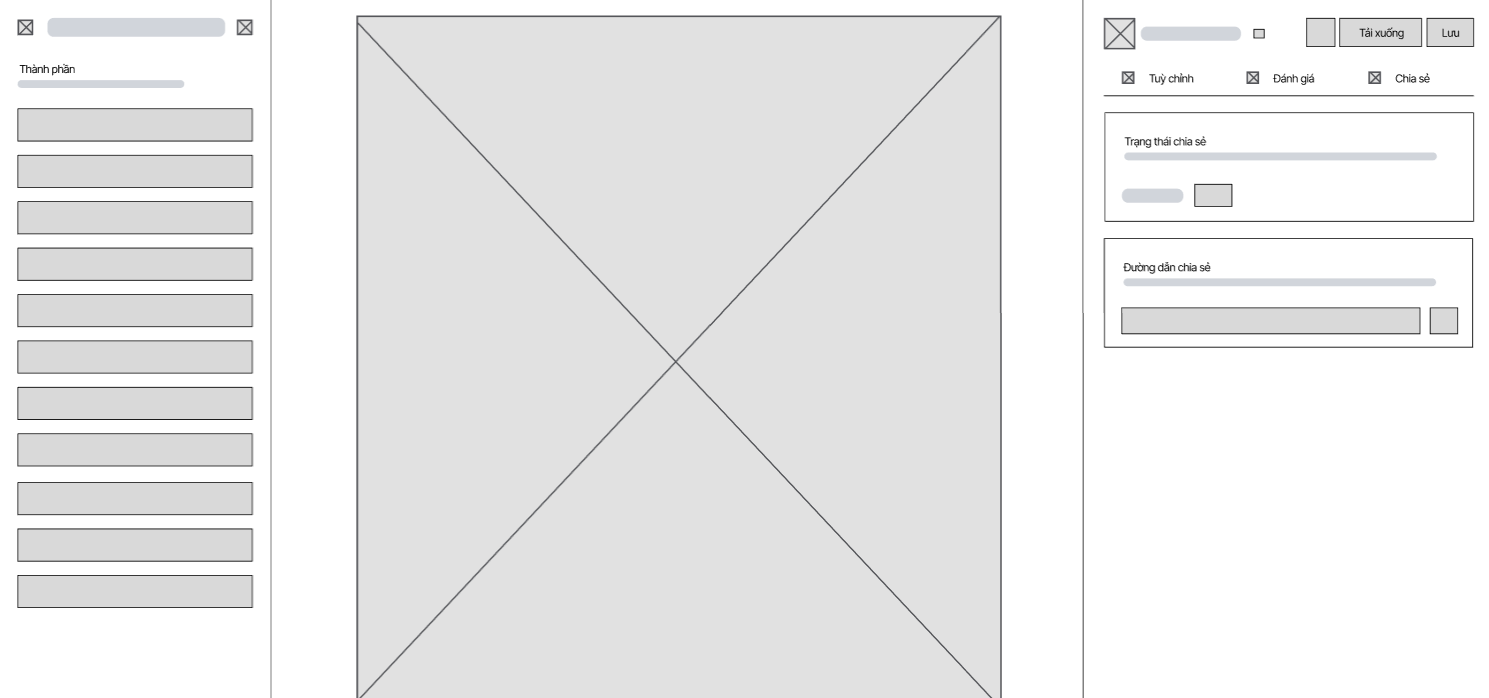 Thành phần
Tải xuống
Lưu
Tuỳ chỉnh
Đánh giá
Chia sẻ
Trạng thái chia sẻ
Đường dẫn chia sẻ